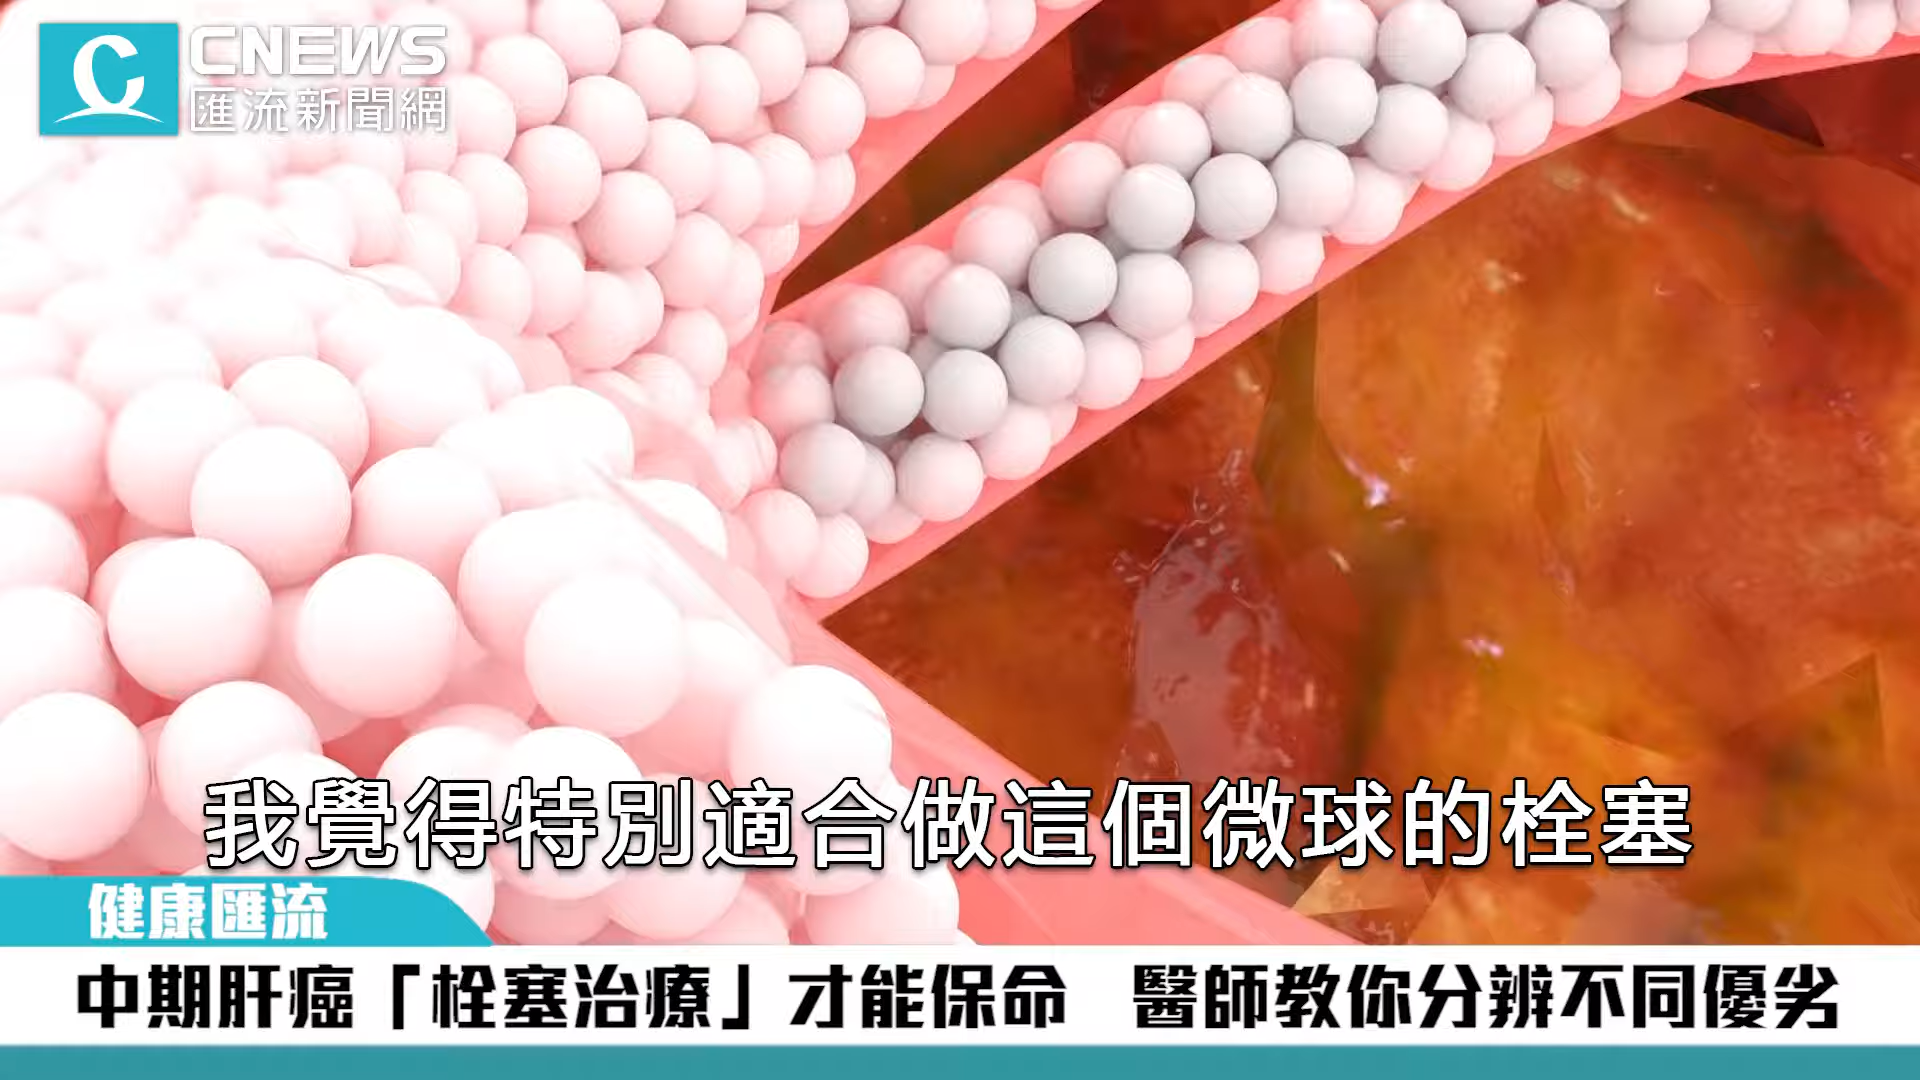 CNEWS
匯流新聞網
我覺得特別適合做這個微球的栓塞
健康匯流
中期肝癌「栓塞治療」才能保命 醫師教你分辨不同優劣